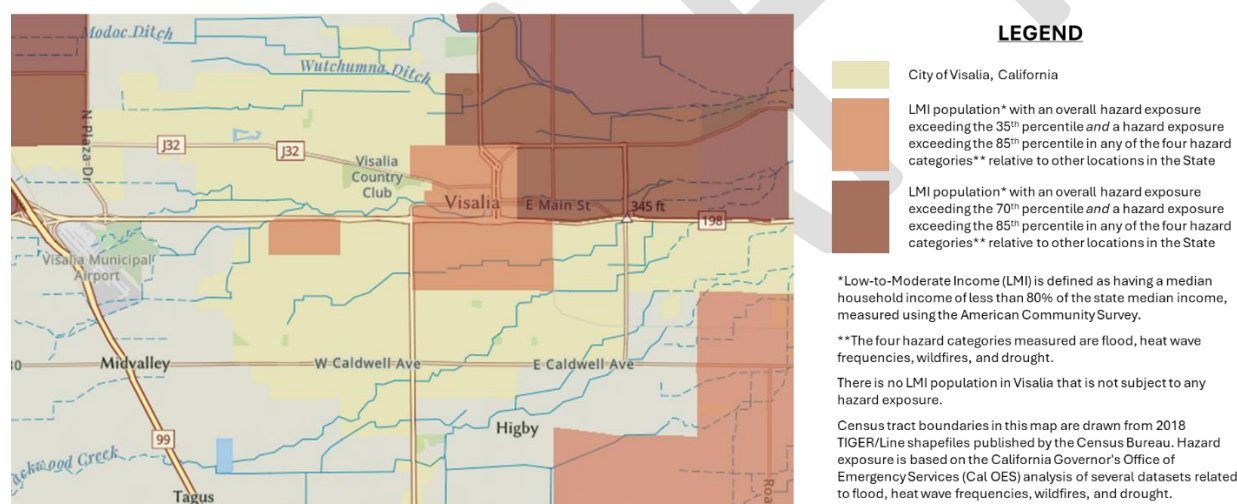 Modoc Ditch
Wutchumna Ditch
N Plaza Dr
J32
J32
Visalia
Country
Club
Visalia
E Main St
345 ft
198
Visalia Municipal
Airport
Midvalley
W Caldwell Ave
E Caldwell Ave
99
Higby
Creek
Tagus
LEGEND
City of Visalia, California
LMI population* with an overall hazard exposure
exceeding the 35th percentile and a hazard exposure
exceeding the 85th percentile in any of the four hazard
categories** relative to other locations in the State
LMI population* with an overall hazard exposure
exceeding the 70th percentile and a hazard exposure
exceeding the 85th percentile in any of the four hazard
categories** relative to other locations in the State
*Low-to-Moderate Income (LMI) is defined as having a median
household income of less than 80% of the state median income,
measured using the American Community Survey.
**The four hazard categories measured are flood, heat wave
frequencies, wildfires, and drought.
There is no LMI population in Visalia that is not subject to any
hazard exposure.
Census tract boundaries in this map are drawn from 2018
TIGER/Line shapefiles published by the Census Bureau. Hazard
exposure is based on the California Governor's Office of
Emergency Services (Cal OES) analysis of several datasets related
to flood, heat wave frequencies, wildfires, and drought.